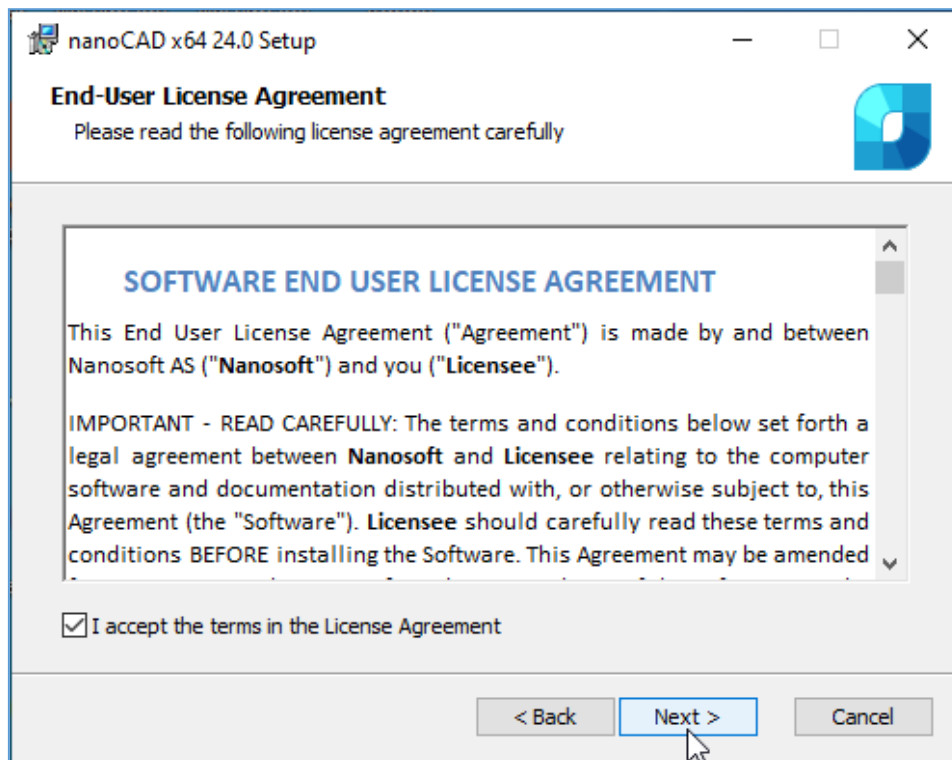 nanoCAD x64 24.0 Setup
End-User License Agreement
Please read the following license agreement carefully
SOFTWARE END USER LICENSE AGREEMENT
This End User License Agreement ("Agreement") is made by and between
Nanosoft AS ("Nanosoft") and you ("Licensee").
IMPORTANT - READ CAREFULLY: The terms and conditions below set forth a
legal agreement between Nanosoft and Licensee relating to the computer
software and documentation distributed with, or otherwise subject to, this
Agreement (the "Software"). Licensee should carefully read these terms and
conditions BEFORE installing the Software. This Agreement may be amended
I accept the terms in the License Agreement
< Back
Next >
Cancel